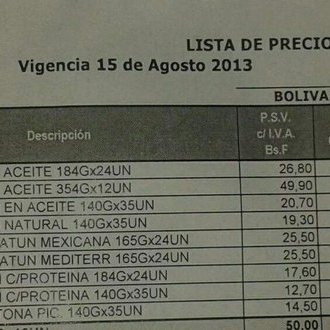 LISTA DE PRECIO
Vigencia 15 de Agosto 2013
BOLIVA
Descripción
P.S.V.
c/ I.V.A.
Bs.F
ACEITE 184Gx24UN 26,80
ACEITE 354Gx12UN 49,90
EN ACEITE 140Gx35UN 20,70
NATURAL 140Gx35UN 19,30
ATUN MEXICANA 165Gx24UN 25,50
ATUN MEDITERR 165Gx24UN 25,50
C/PROTEINA 184Gx24UN 17,60
C/PROTEINA 140Gx35UN 12,70
TONA PIC. 140Gx35UN 14,50
50,00